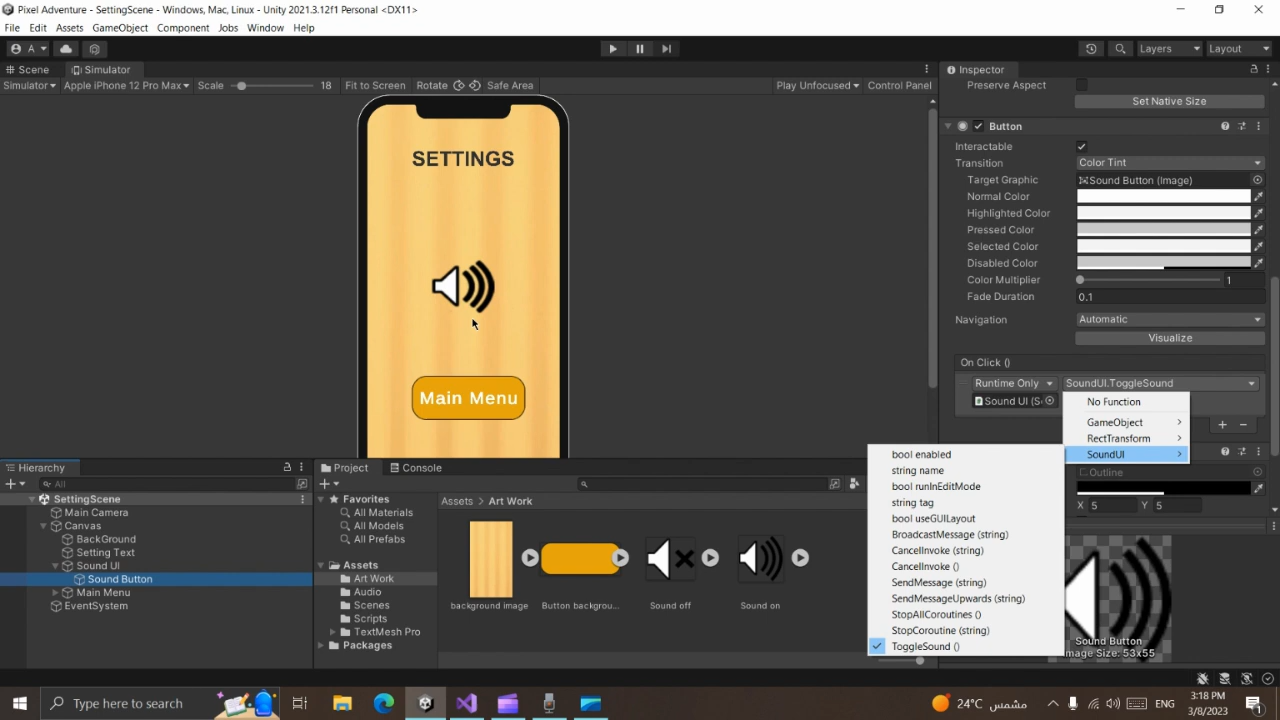 Pixel Adventure - SettingScene - Windows, Mac, Linux - Unity 2021.3.12f1 Personal <DX11>
File Edit Assets GameObject Component Jobs Window Help
A
Layers
Layout
Scene
Simulator
Simulator
Apple iPhone 12 Pro Max
Scale
18
Fit to Screen
Rotate
Safe Area
Play Unfocused
Control Panel
SETTINGS
Main Menu
Inspector
Preserve Aspect
Set Native Size
Button
Interactable
Transition
Color Tint
Target Graphic
Sound Button (Image)
Normal Color
Highlighted Color
Pressed Color
Selected Color
Disabled Color
Color Multiplier
1
Fade Duration
0.1
Navigation
Automatic
Visualize
On Click ()
Runtime Only
SoundUI.ToggleSound
Sound UI (S
No Function
GameObject
RectTransform
SoundUI
bool enabled
string name
bool runInEditMode
string tag
bool useGUILayout
BroadcastMessage (string)
CancelInvoke (string)
CancelInvoke ()
SendMessage (string)
SendMessageUpwards (string)
StopAllCoroutines ()
StopCoroutine (string)
ToggleSound ()
Outline
X 5 Y 5
Sound Button
mage Size: 53x55
Hierarchy
All
SettingScene
Main Camera
Canvas
BackGround
Setting Text
Sound UI
Sound Button
Main Menu
EventSystem
Project
Console
Favorites
All Materials
All Models
All Prefabs
Assets
Art Work
Audio
Scenes
Scripts
TextMesh Pro
Packages
Assets > Art Work
background image
Button backgrou...
Sound off
Sound on
Type here to search
24°C مشمس
ENG
3:18 PM
3/8/2023
1